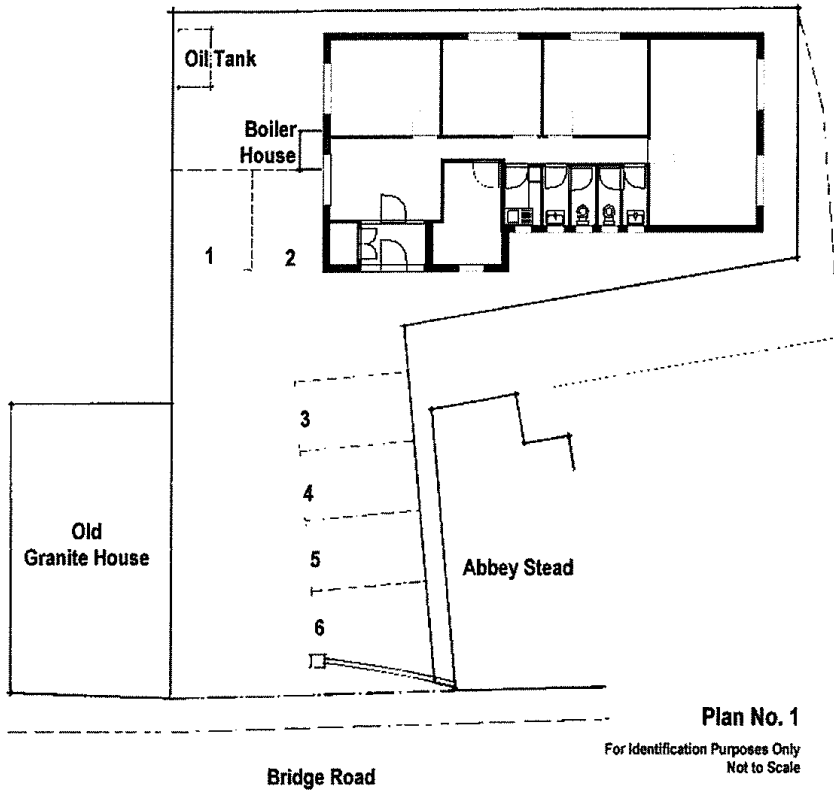 Oil Tank
Boiler
House
1
2
3
4
5
6
Old
Granite House
Abbey Stead
Plan No. 1
For Identification Purposes Only
Not to Scale
Bridge Road